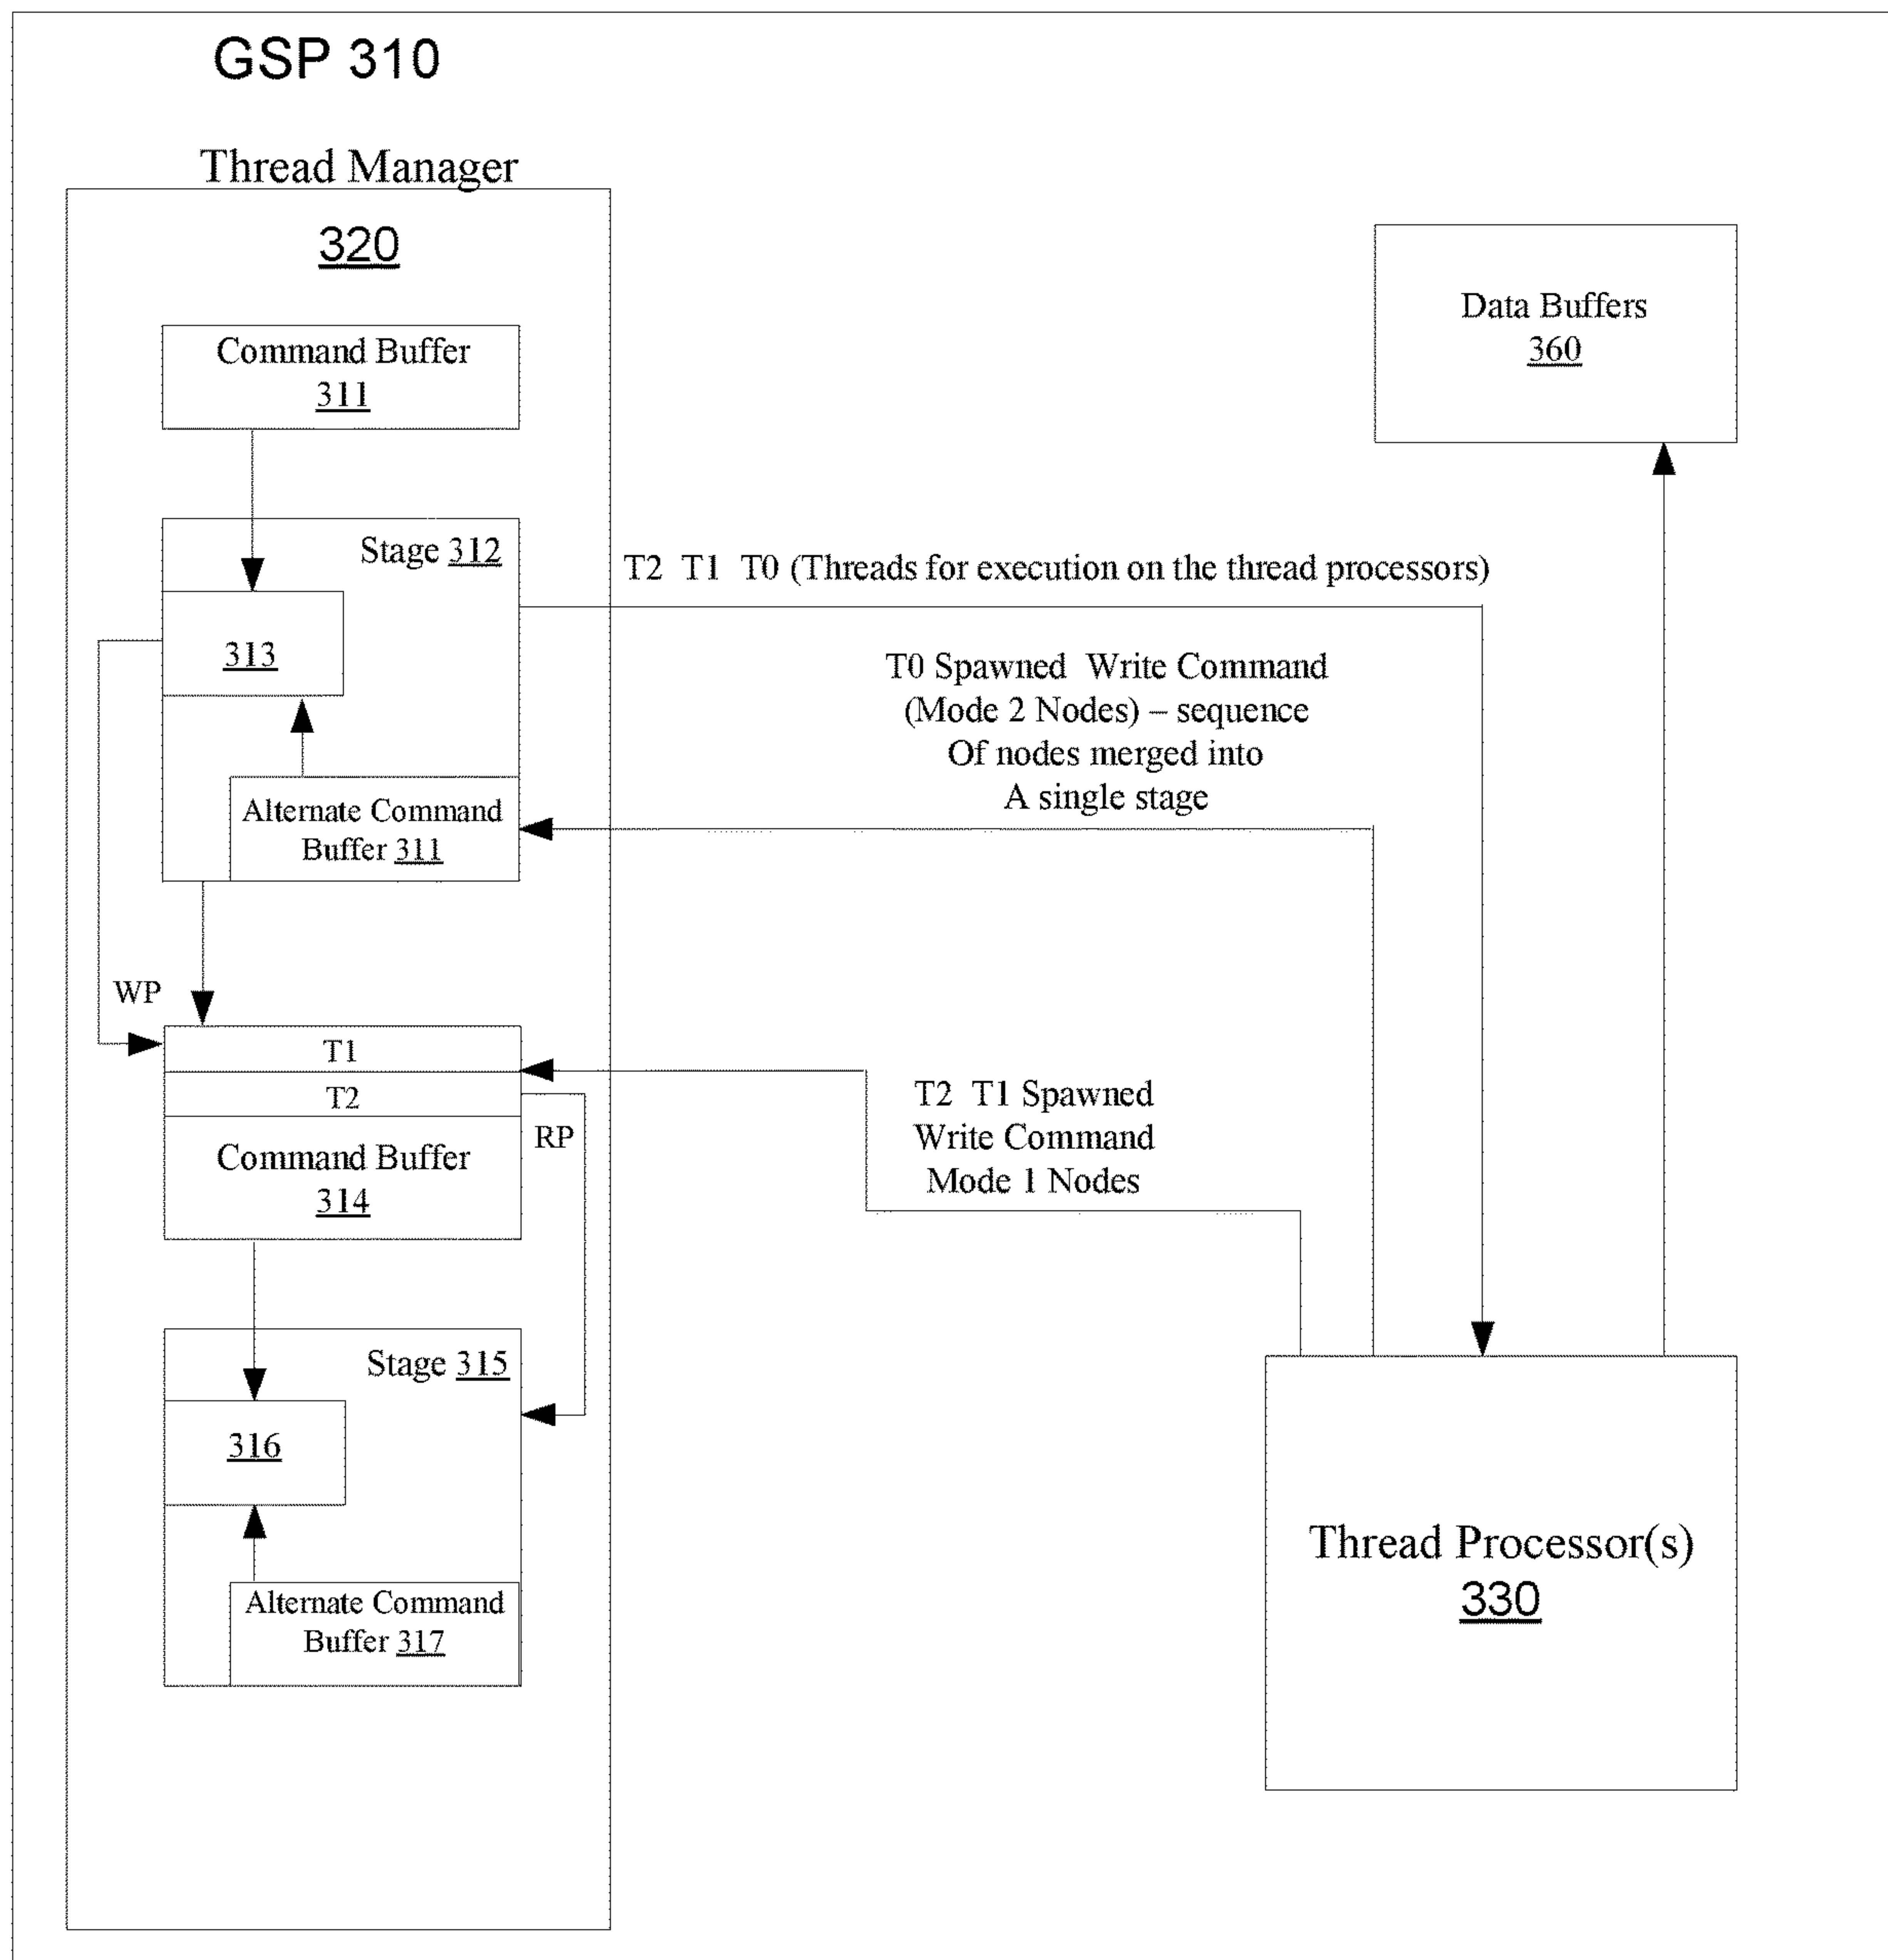 GSP 310
Thread Manager
320
Command Buffer
311
Stage 312
313
Alternate Command
Buffer 311
WP
T1
T2
RP
Command Buffer
314
Stage 315
316
Alternate Command
Buffer 317
Data Buffers
360
T2 T1 T0 (Threads for execution on the thread processors)
T0 Spawned Write Command
(Mode 2 Nodes) – sequence
Of nodes merged into
A single stage
T2 T1 Spawned
Write Command
Mode 1 Nodes
Thread Processor(s)
330